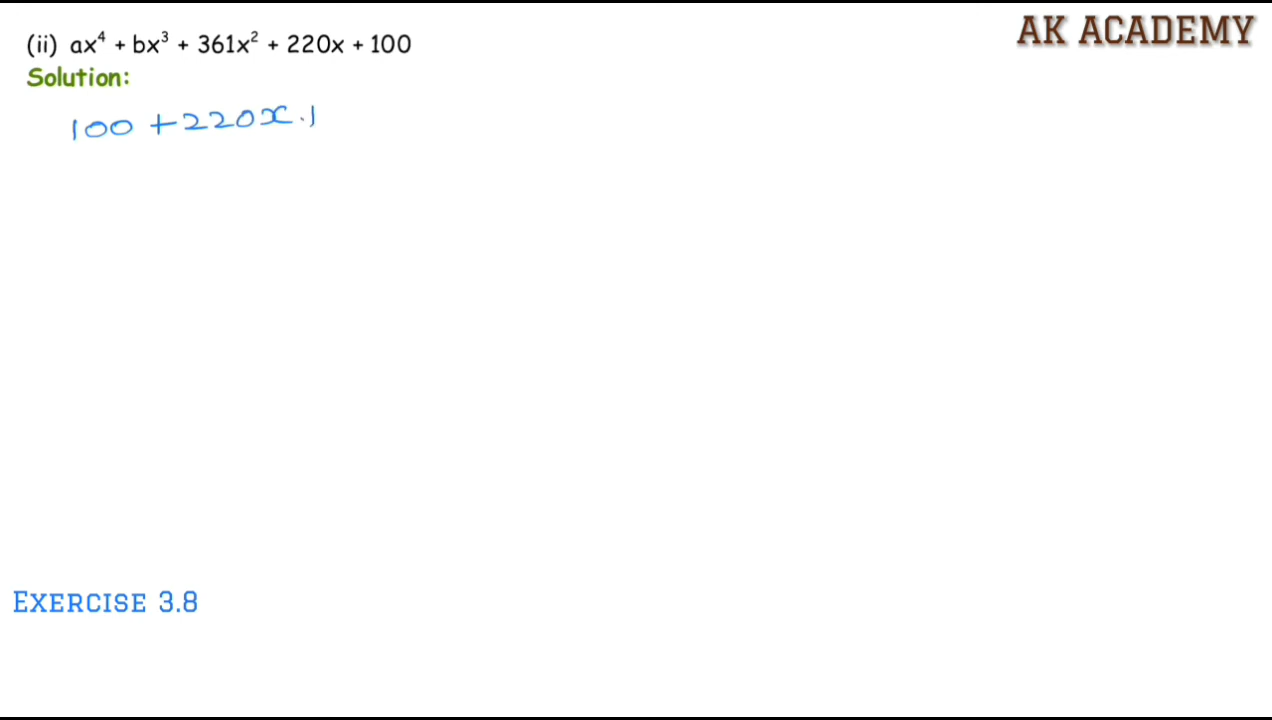 AK ACADEMY
(ii) ax⁴ + bx³ + 361x² + 220x + 100
Solution:
100 + 220x
EXERCISE 3.8